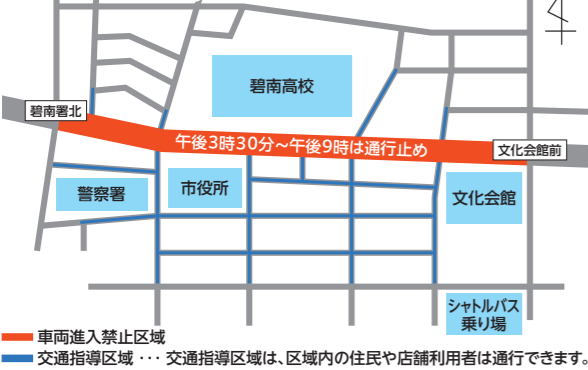 碧南高校
碧南署北
午後3時30分～午後9時は通行止め
文化会館前
警察署
市役所
文化会館
シャトルバス
乗り場
車両進入禁止区域
交通指導区域 ･･･ 交通指導区域は、区域内の住民や店舗利用者は通行できます。